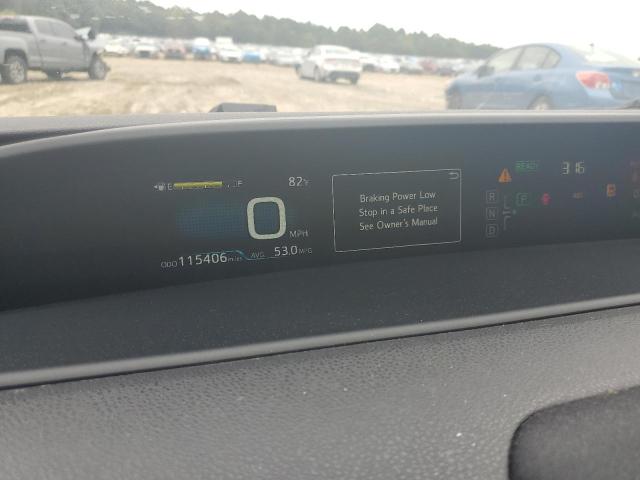 E F 82°F
0 MPH
ODO 115406 miles AVG. 53.0 MPG
Braking Power Low
Stop in a Safe Place
See Owner's Manual
READY 3:16
R P
N
D